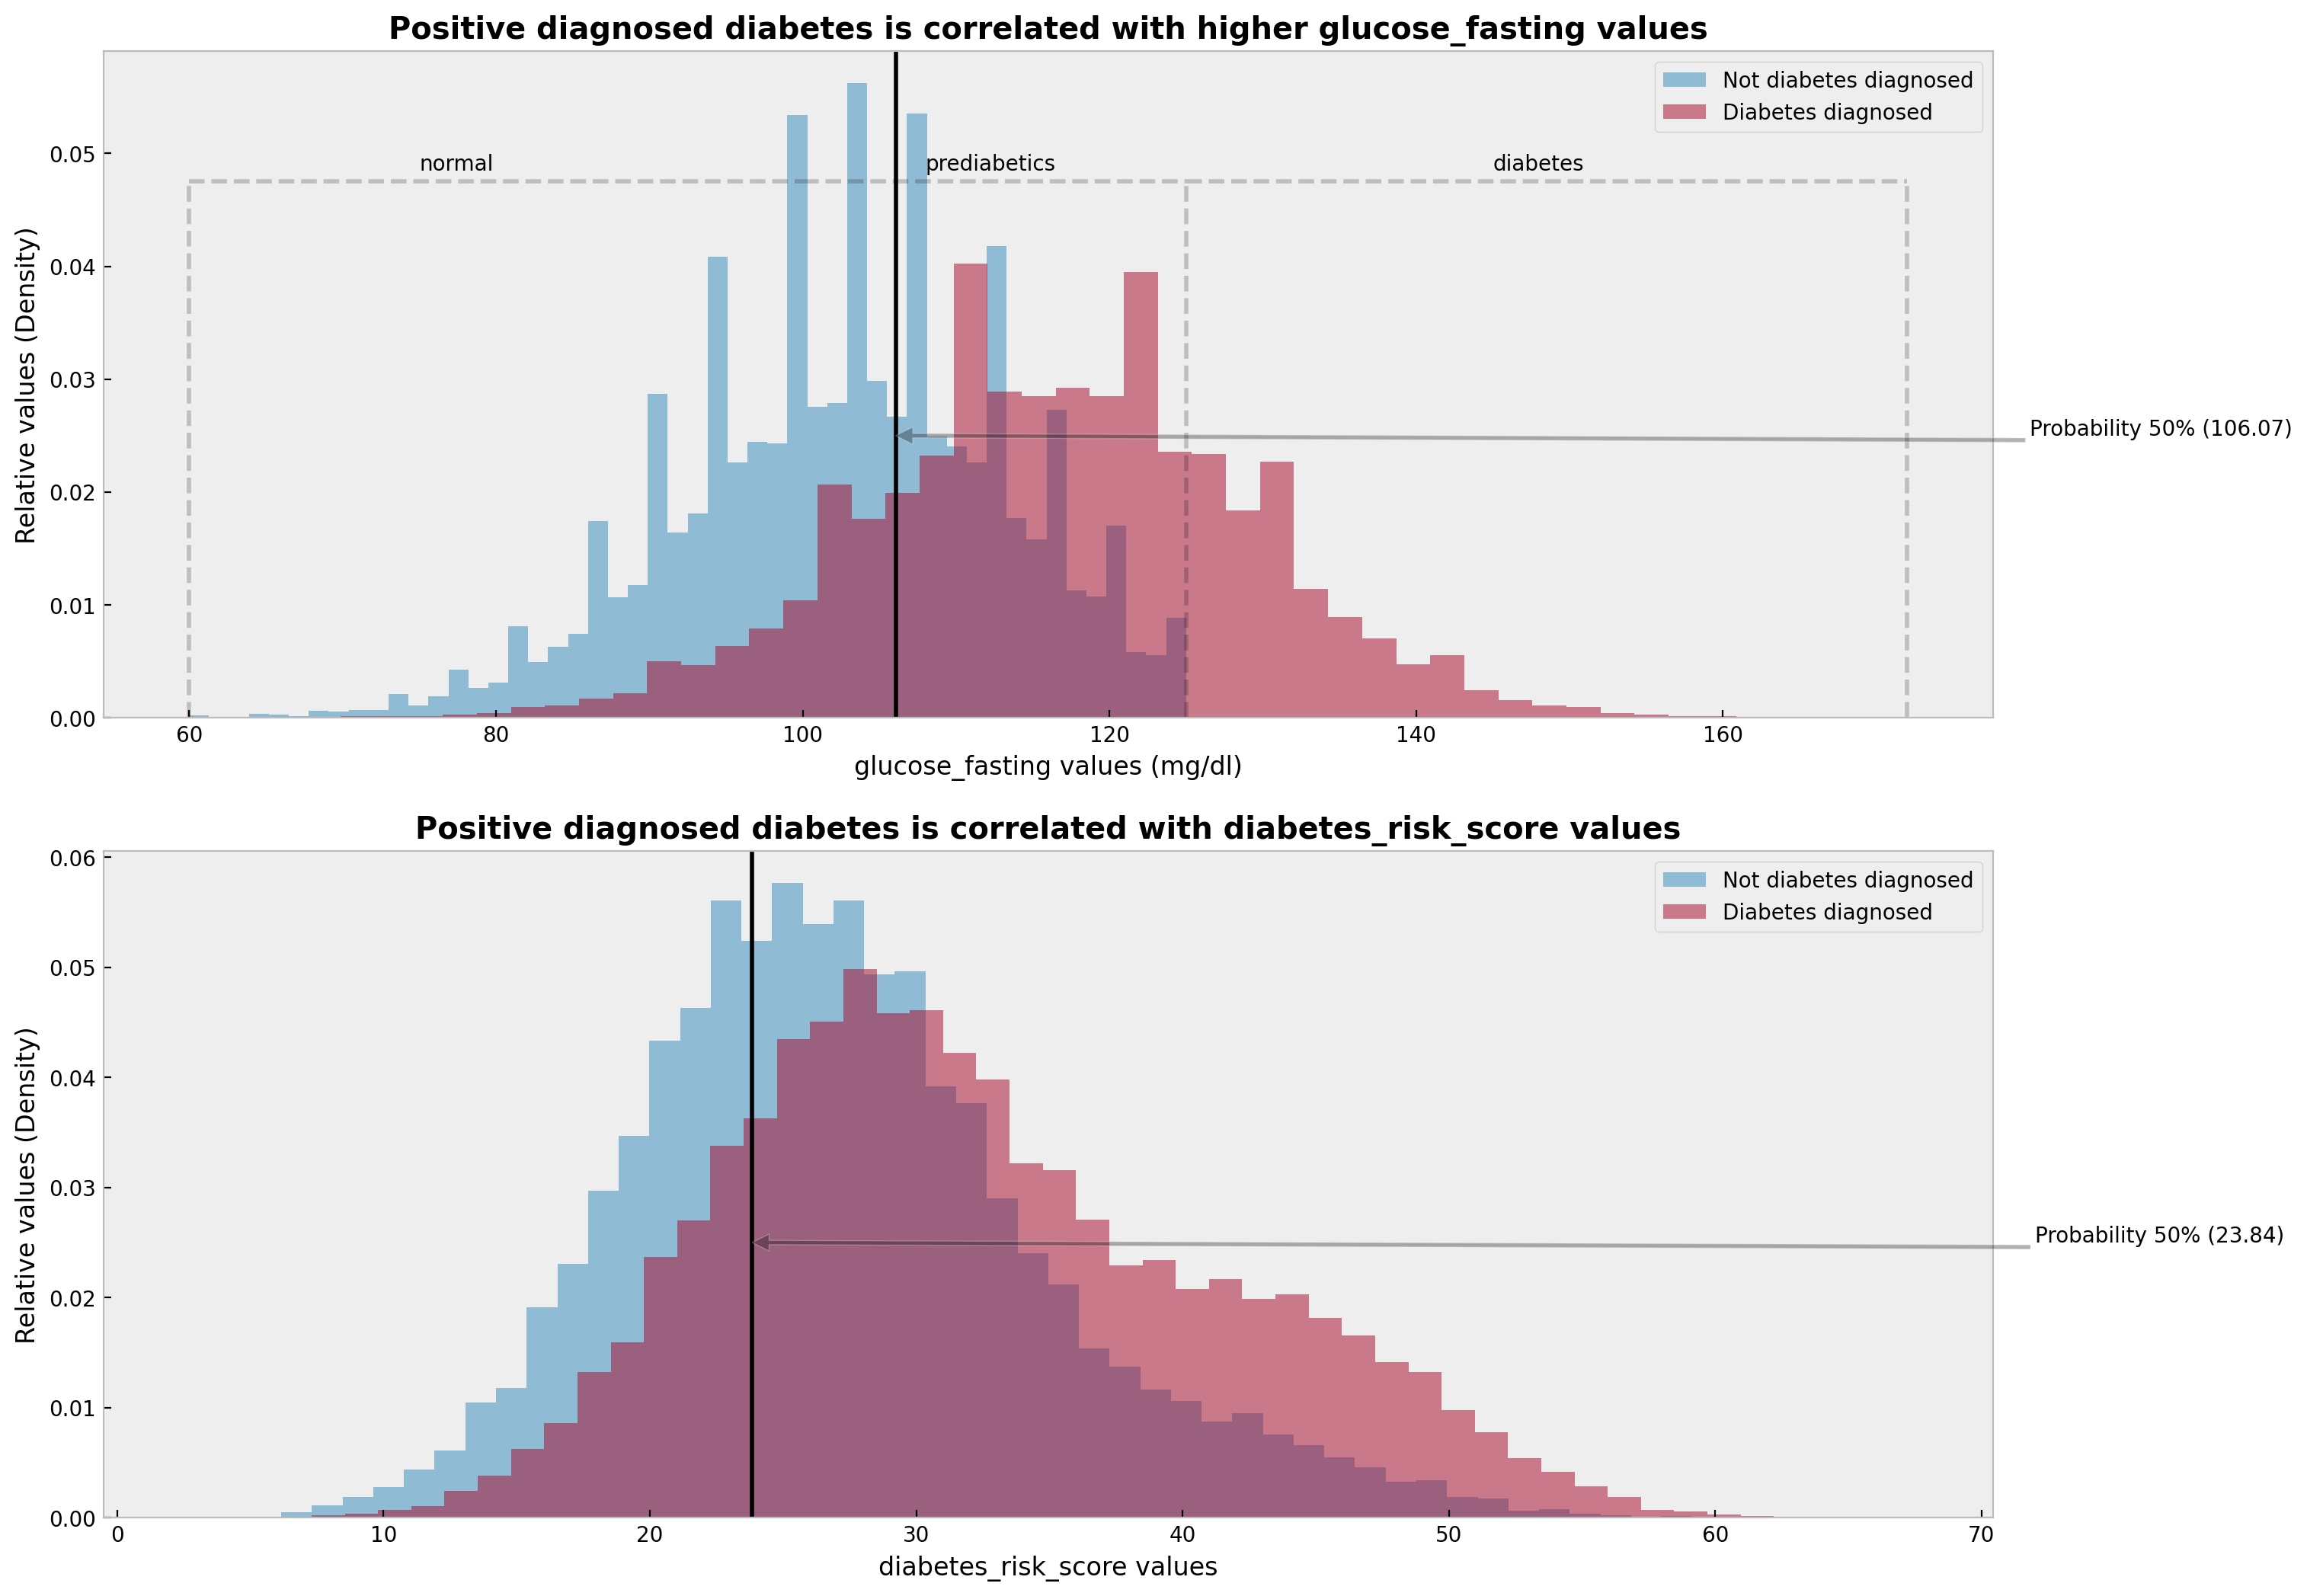 Positive diagnosed diabetes is correlated with higher glucose_fasting values
Not diabetes diagnosed
Diabetes diagnosed
normal
prediabetics
diabetes
Probability 50% (106.07)
Relative values (Density)
0.05
0.04
0.03
0.02
0.01
0.00
60
80
100
120
140
160
glucose_fasting values (mg/dl)
Positive diagnosed diabetes is correlated with diabetes_risk_score values
Not diabetes diagnosed
Diabetes diagnosed
Probability 50% (23.84)
Relative values (Density)
0.06
0.05
0.04
0.03
0.02
0.01
0.00
0
10
20
30
40
50
60
70
diabetes_risk_score values